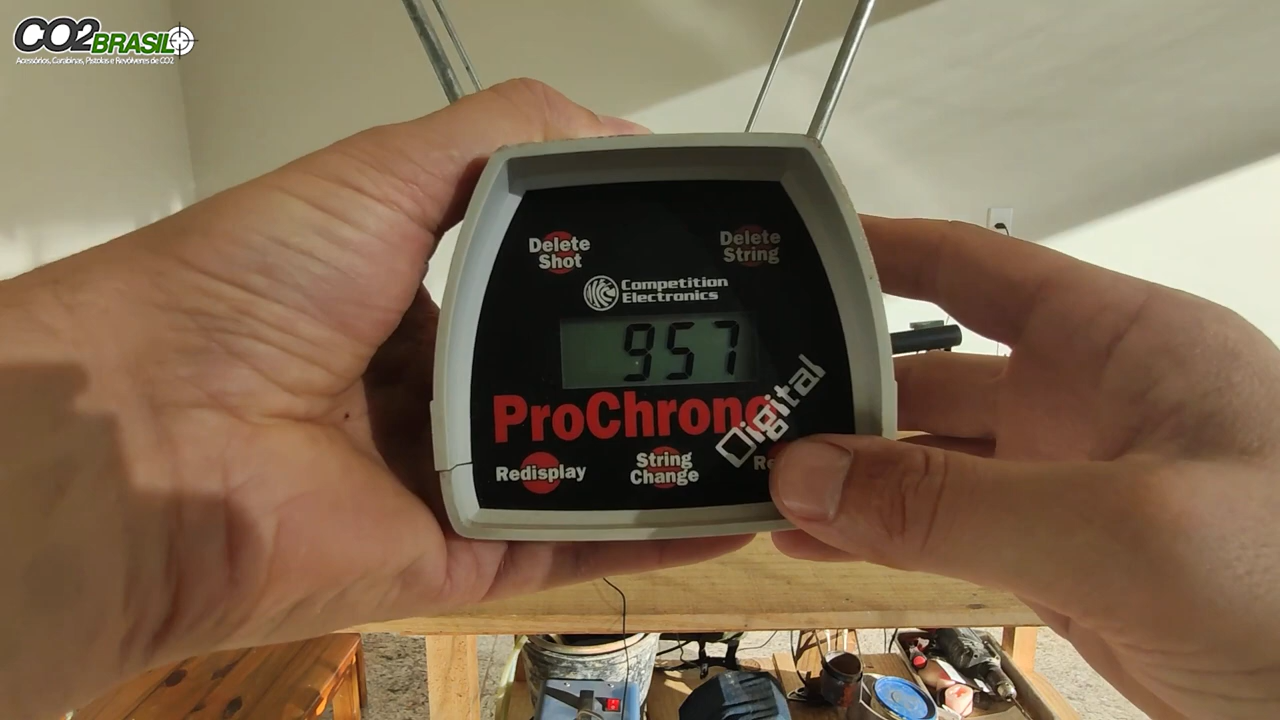 CO2BRASIL
Acessórios, Carabinas, Pistolas e Revólveres de CO2
Delete
Shot
Delete
String
Competition
Electronics
957
ProChrono
Digital
Redisplay
String
Change
Re